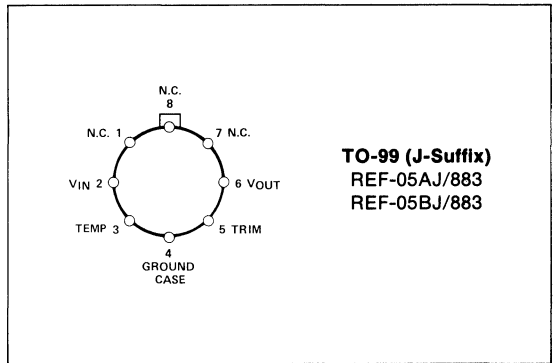 N.C.
8
N.C. 1
7 N.C.
VIN 2
6 VOUT
TEMP 3
5 TRIM
4
GROUND
CASE
TO-99 (J-Suffix)
REF-05AJ/883
REF-05BJ/883